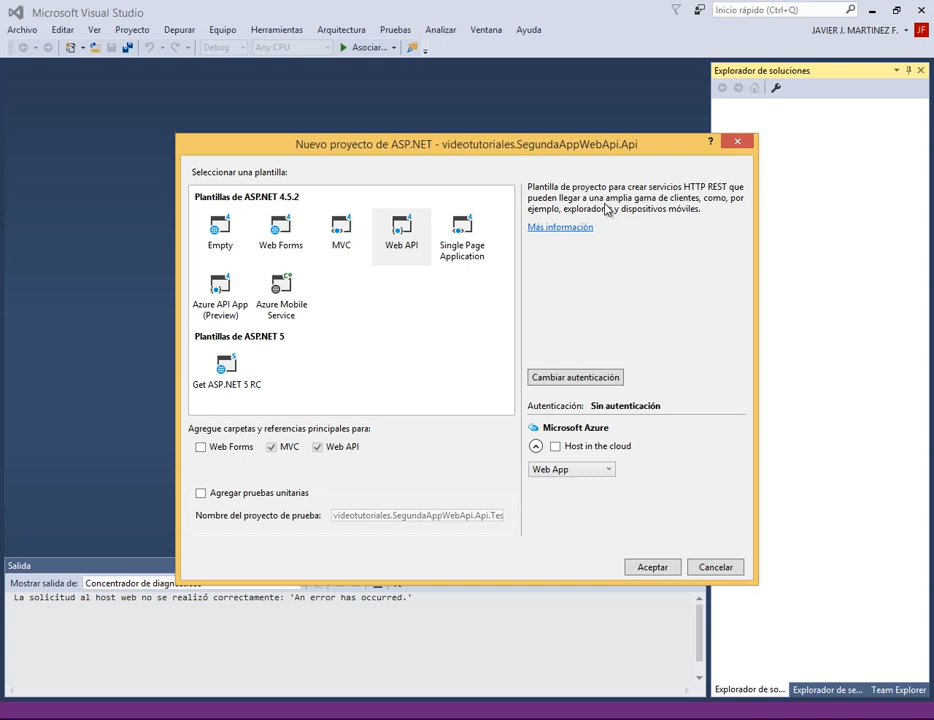 Microsoft Visual Studio
Inicio rápido (Ctrl+Q)
Archivo Editar Ver Proyecto Depurar Equipo Herramientas Arquitectura Pruebas Analizar Ventana Ayuda
JAVIER J. MARTINEZ F. JF
Debug Any CPU Asociar...
Explorador de soluciones
Nuevo proyecto de ASP.NET - videotutoriales.SegundaAppWebApi.Api
Seleccionar una plantilla:
Plantillas de ASP.NET 4.5.2
Empty Web Forms MVC Web API Single Page
Application
Azure API App Azure Mobile
(Preview) Service
Plantillas de ASP.NET 5
Get ASP.NET 5 RC
Plantilla de proyecto para crear servicios HTTP REST que
pueden llegar a una amplia gama de clientes, como, por
ejemplo, exploradores y dispositivos móviles.
Más información
Cambiar autenticación
Autenticación: Sin autenticación
Agregue carpetas y referencias principales para:
Web Forms MVC Web API
Microsoft Azure
Host in the cloud
Web App
Agregar pruebas unitarias
Nombre del proyecto de prueba: videotutoriales.SegundaAppWebApi.Api.Tes
Aceptar Cancelar
Salida
Mostrar salida de: Concentrador de
La solicitud al host web no se realizó correctamente: 'An error has occurred.'
Explorador de so... Explorador de se... Team Explorer